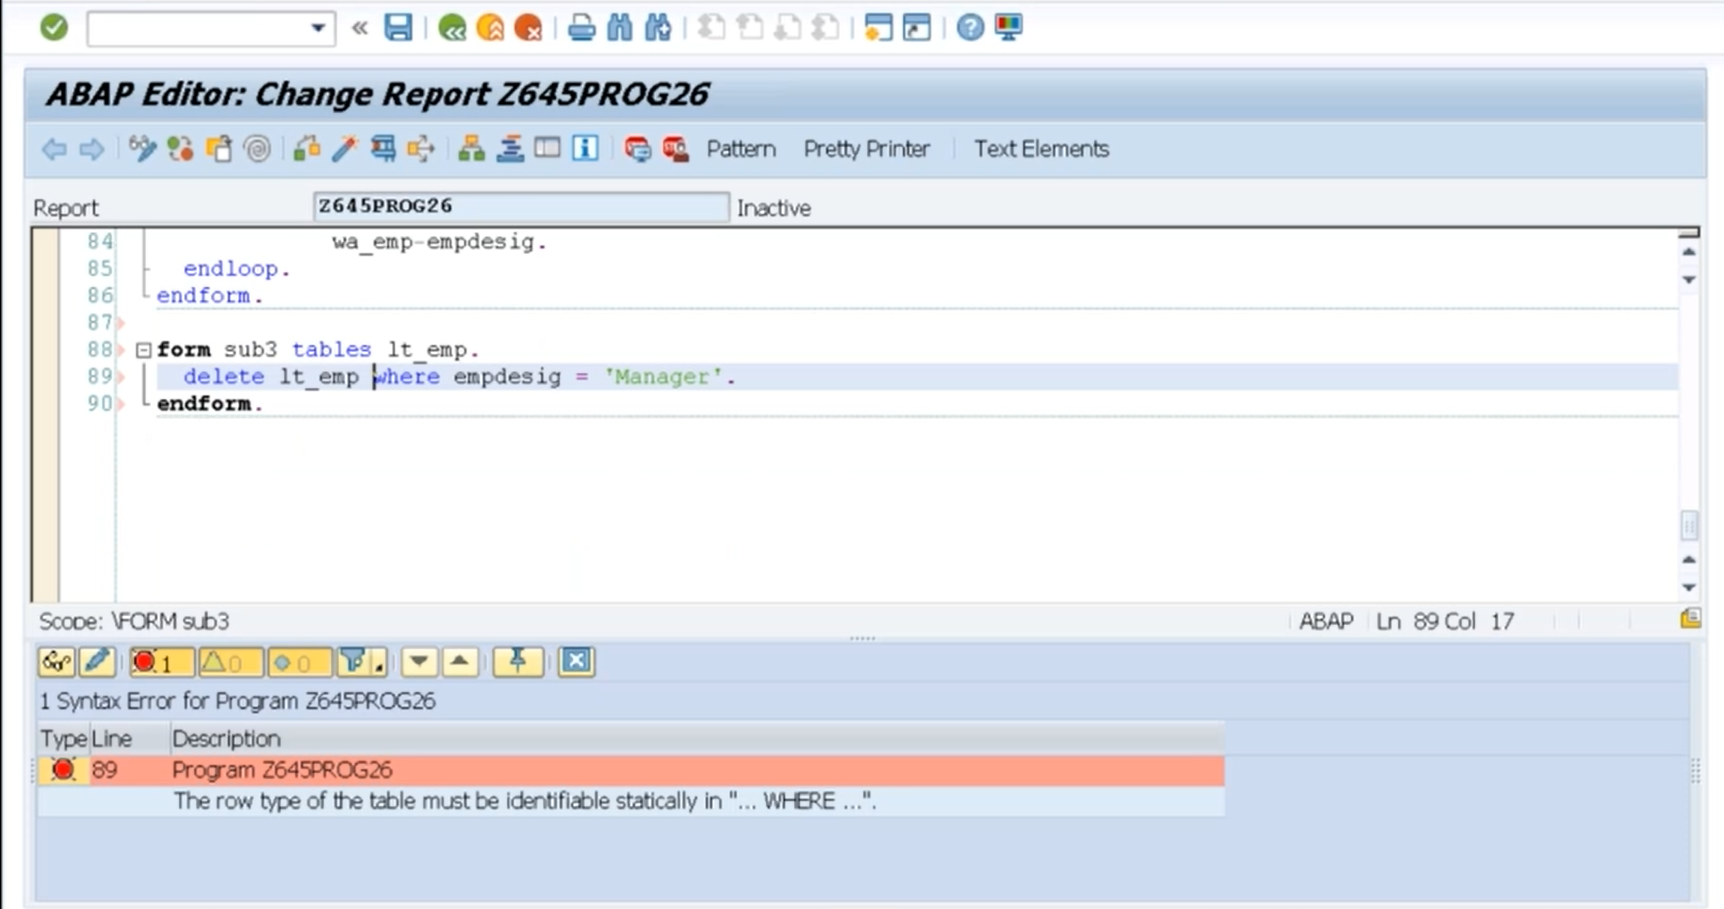 ABAP Editor: Change Report Z645PROG26
Pattern Pretty Printer Text Elements
Report Z645PROG26 Inactive
84 wa_emp-empdesig.
85 endloop.
86 endform.
87
88 form sub3 tables lt_emp.
89 delete lt_emp where empdesig = 'Manager'.
90 endform.
Scope: \FORM sub3 ABAP Ln 89 Col 17
1 0 0
1 Syntax Error for Program Z645PROG26
Type Line Description
89 Program Z645PROG26
The row type of the table must be identifiable statically in "... WHERE ...".